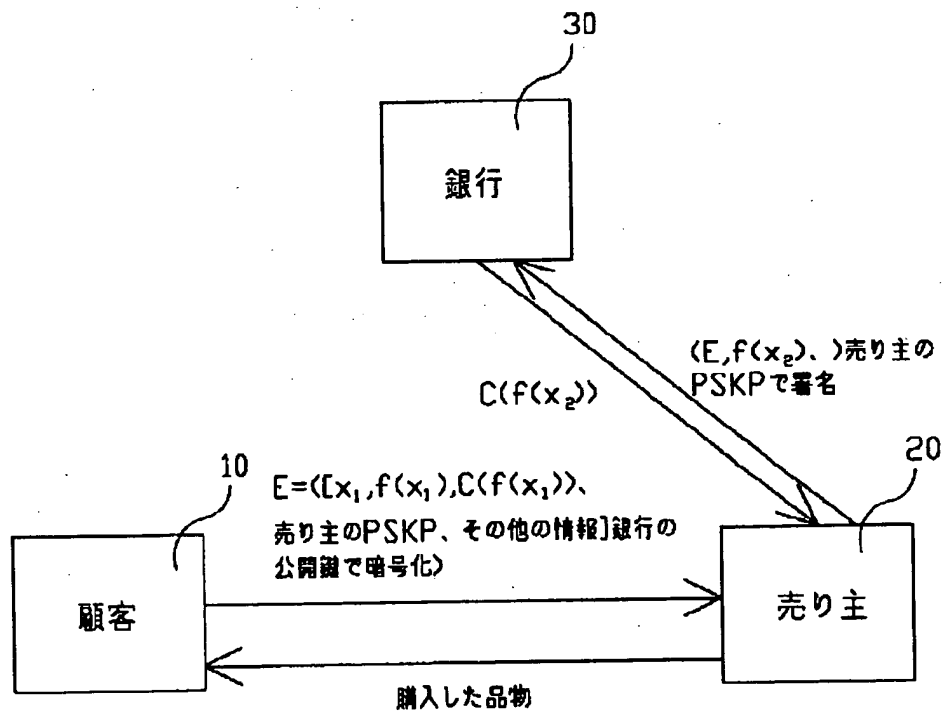 30
銀行
(E,f(x₂)、)売り主の
PSKPで署名
C(f(x₂))
10
20
E=([x₁,f(x₁),C(f(x₁))、
売り主のPSKP、その他の情報]銀行の
公開鍵で暗号化)
顧客
売り主
購入した品物